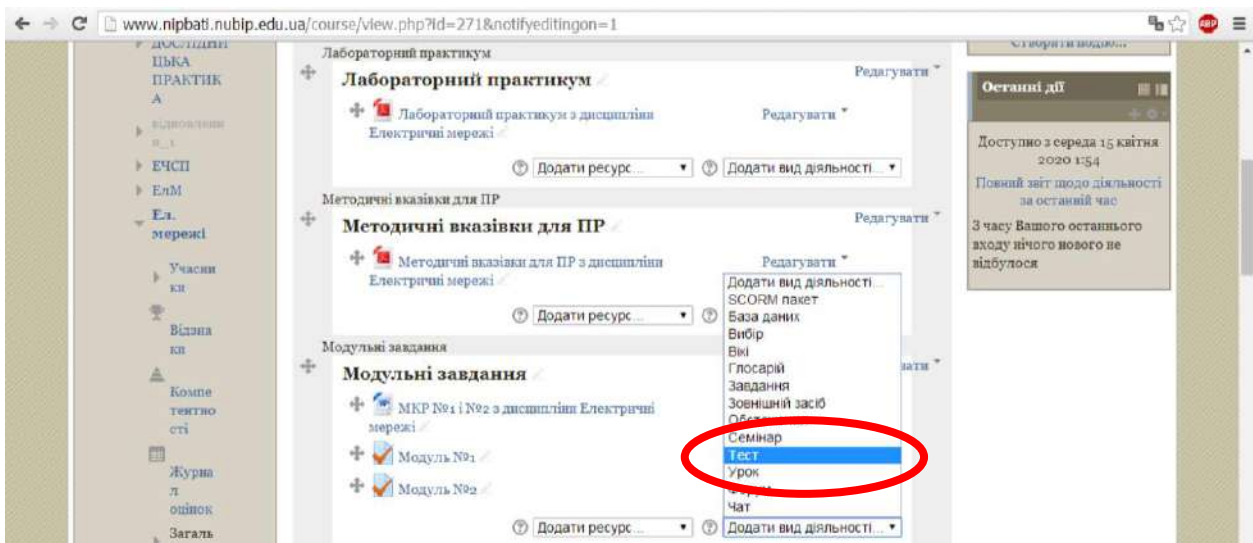 www.nipbati.nubip.edu.ua/course/view.php?id=271&notifyeditingon=1
ABP
ДОСЛІДНИ
ЦЬКА
ПРАКТИК
А
ЕЧСП
ЕлМ
Ел.
мережі
Учасни
ки
Відзна
ки
Компе
тентно
сті
Журна
л
оцінок
Загаль
Лабораторний практикум
Лабораторний практикум
Редагувати
Лабораторний практикум з дисципліни
Електричні мережі
Редагувати
Додати ресурс...
Додати вид діяльності...
Методичні вказівки для ПР
Методичні вказівки для ПР
Редагувати
Методичні вказівки для ПР з дисципліни
Електричні мережі
Редагувати
Додати ресурс...
Модульні завдання
Модульні завдання
МКР №1 і №2 з дисципліни Електричні
мережі
Модуль №1
Модуль №2
Додати ресурс...
Додати вид діяльності...
SCORM пакет
База даних
Вибір
Вікі
Глосарій
Завдання
Зовнішній засіб
Обстеження
Семінар
Тест
Урок
Форум
Чат
Додати вид діяльності...
Створити подію...
Останні дії
Доступно з середа 15 квітня
2020 1:54
Повний звіт щодо діяльності
за останній час
З часу Вашого останнього
входу нічого нового не
відбулося